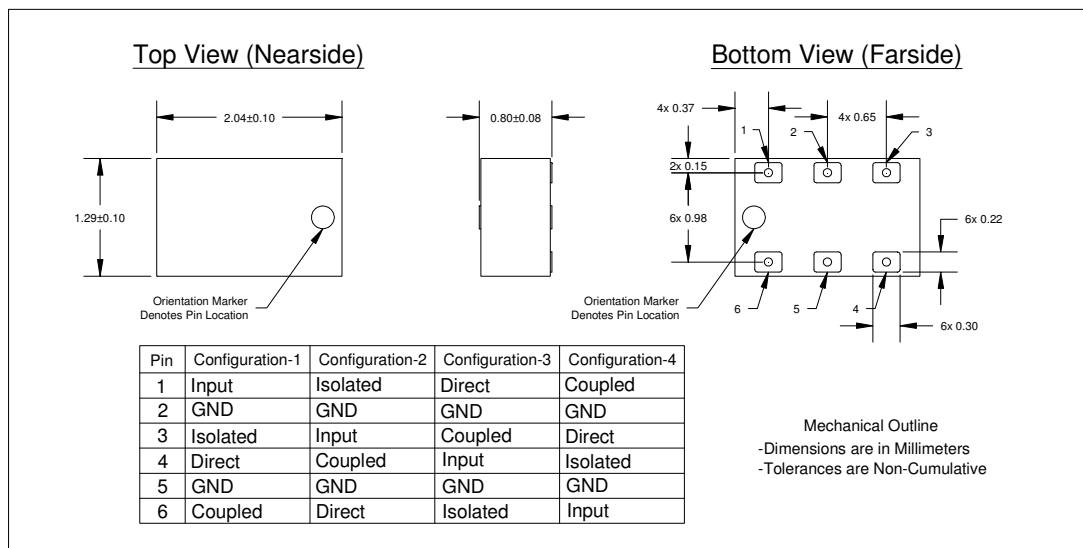 Top View (Nearside)
Bottom View (Farside)
2.04±0.10
0.80±0.08
4x 0.37
4x 0.65
1
2
3
2x 0.15
1.29±0.10
6x 0.98
6x 0.22
Orientation Marker
Denotes Pin Location
Orientation Marker
Denotes Pin Location
6
5
4
6x 0.30
Pin Configuration-1 Configuration-2 Configuration-3 Configuration-4
1 Input Isolated Direct Coupled
2 GND GND GND GND
3 Isolated Input Coupled Direct
4 Direct Coupled Input Isolated
5 GND GND GND GND
6 Coupled Direct Isolated Input
Mechanical Outline
-Dimensions are in Millimeters
-Tolerances are Non-Cumulative